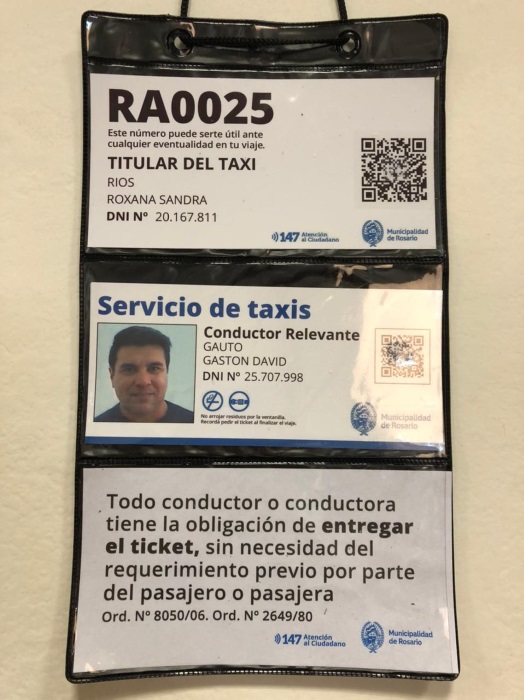 RA0025
Este número puede serte útil ante
cualquier eventualidad en tu viaje.
TITULAR DEL TAXI
RIOS
ROXANA SANDRA
DNI Nº 20.167.811
147 Atención
al Ciudadano
Municipalidad
de Rosario
Servicio de taxis
Conductor Relevante
GAUTO
GASTON DAVID
DNI Nº 25.707.998
No arrojar residuos por la ventanilla.
Recordá pedir el ticket al finalizar el viaje.
Municipalidad
de Rosario
Todo conductor o conductora
tiene la obligación de entregar
el ticket, sin necesidad del
requerimiento previo por parte
del pasajero o pasajera
Ord. Nº 8050/06. Ord. Nº 2649/80
147 Atención
al Ciudadano
Municipalidad
de Rosario